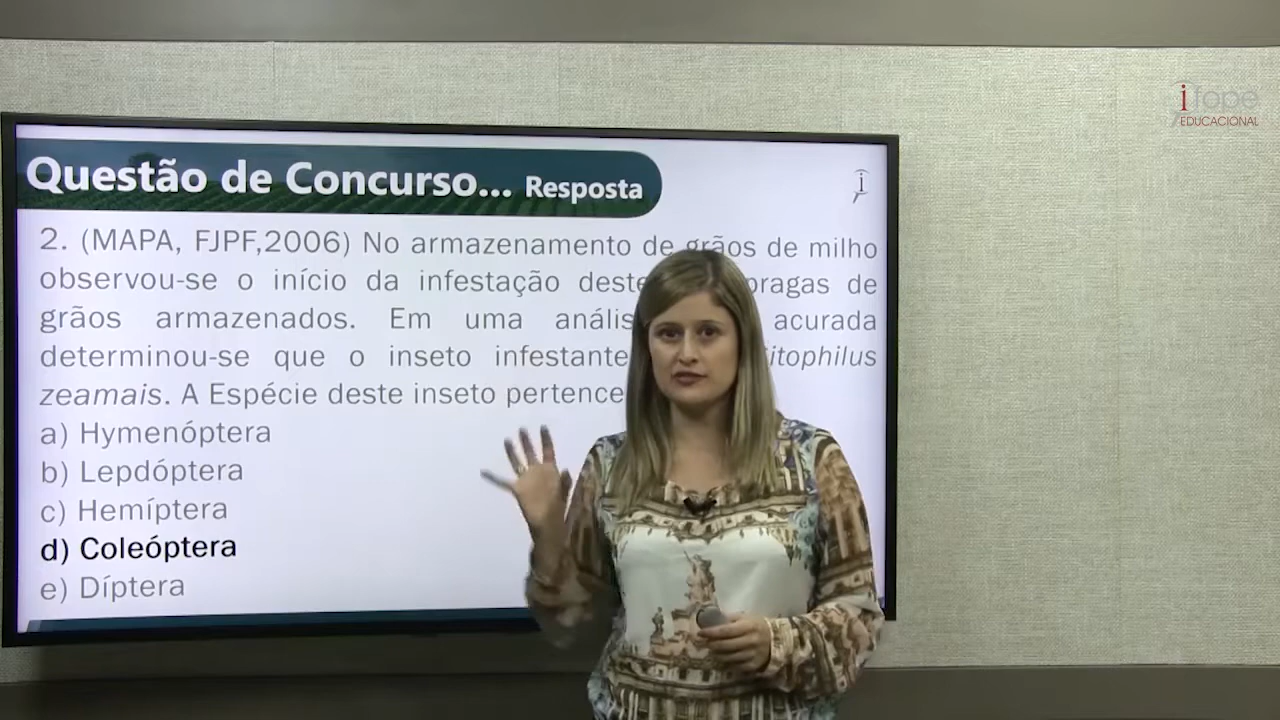 ifope
EDUCACIONAL
Questão de Concurso... Resposta
2. (MAPA, FJPF,2006) No armazenamento de grãos de milho
observou-se o início da infestação deste pragas de
grãos armazenados. Em uma anális acurada
determinou-se que o inseto infestante itophilus
zeamais. A Espécie deste inseto pertence
a) Hymenóptera
b) Lepdóptera
c) Hemíptera
d) Coleóptera
e) Díptera